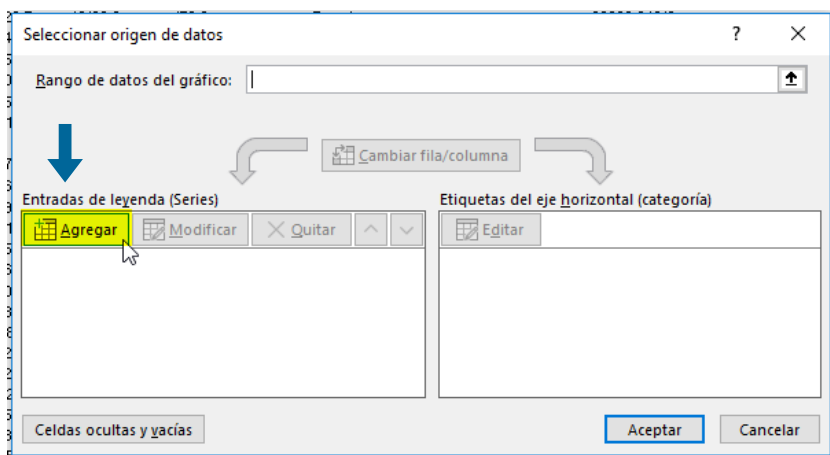 Seleccionar origen de datos ?
Rango de datos del gráfico:
Cambiar fila/columna
Entradas de leyenda (Series)
Agregar Modificar Quitar
Etiquetas del eje horizontal (categoría)
Editar
Celdas ocultas y vacías
Aceptar Cancelar